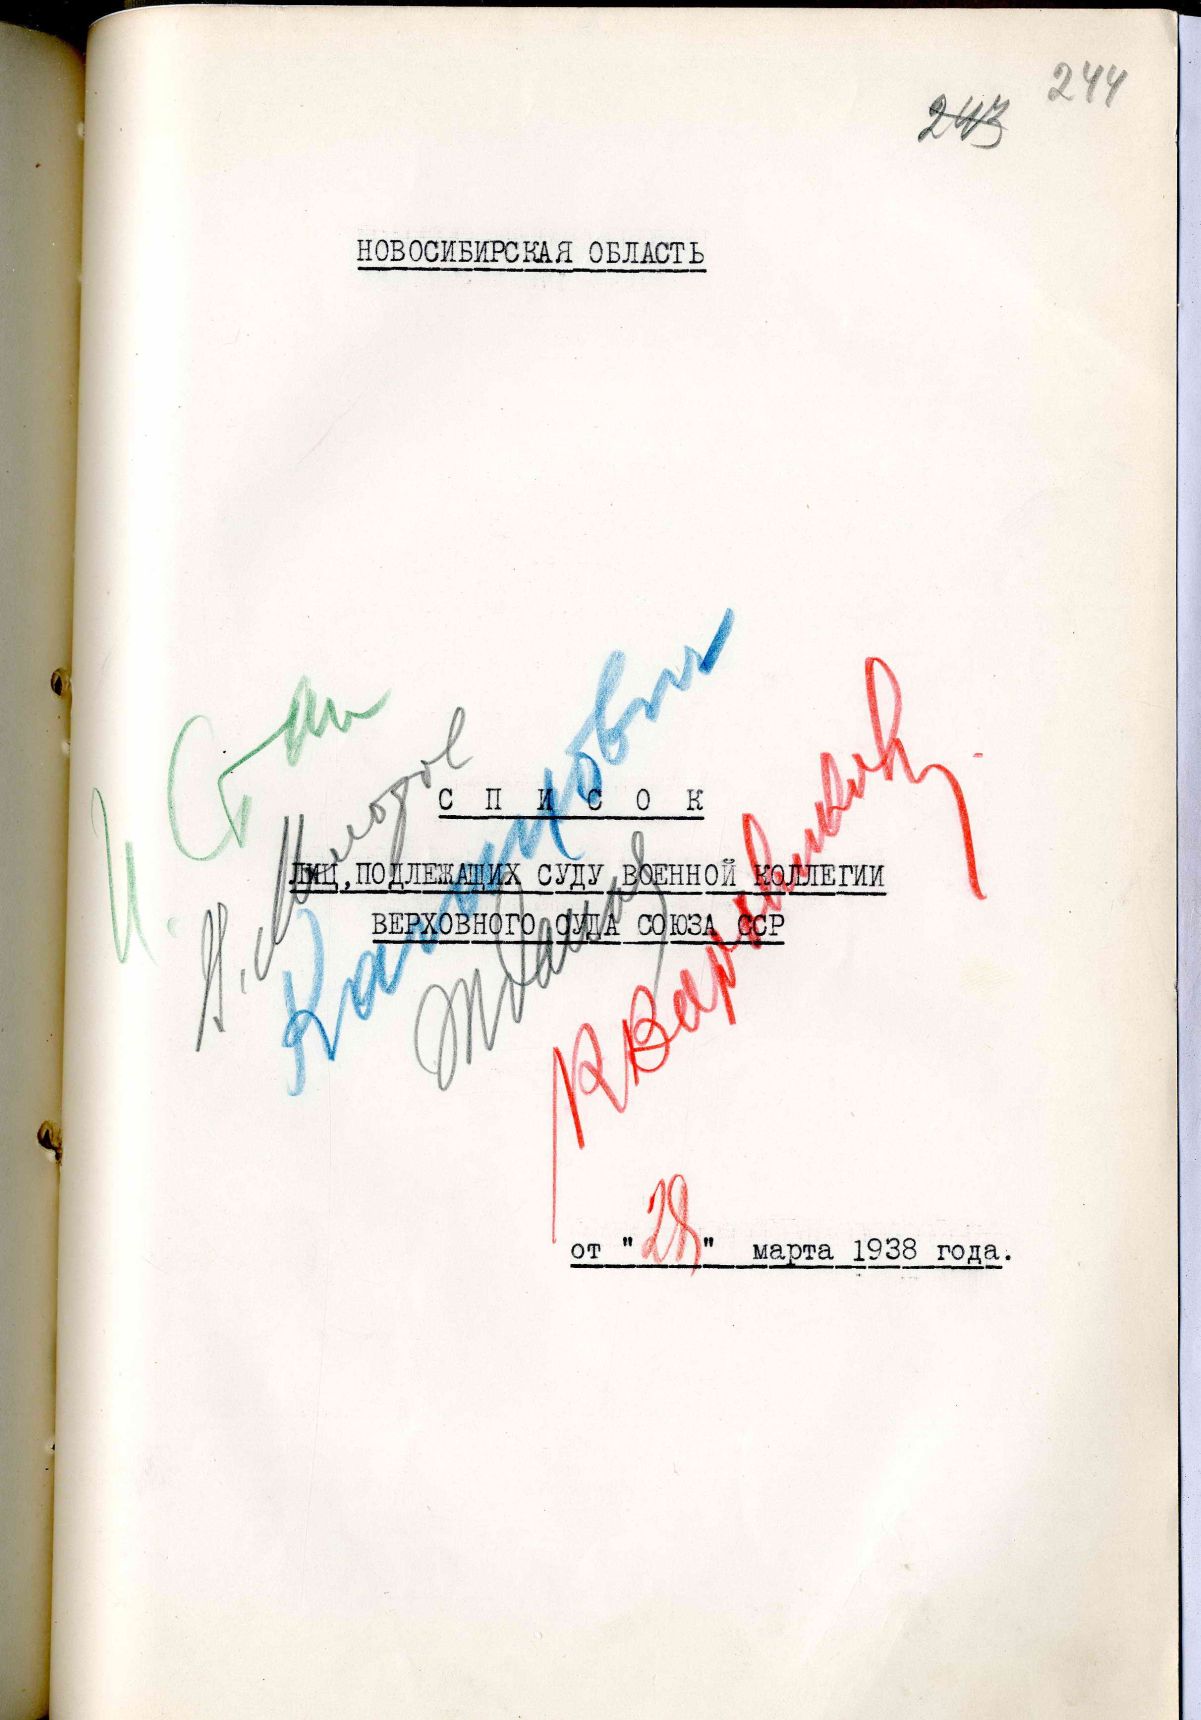 244
243
НОВОСИБИРСКАЯ ОБЛАСТЬ
И. Ст
В. Молотов
Каганович
С П И С О К
ЛИЦ, ПОДЛЕЖАЩИХ СУДУ ВОЕННОЙ КОЛЛЕГИИ
ВЕРХОВНОГО СУДА СОЮЗА ССР
Жданов
К Ворошилов
от "28" марта 1938 года.